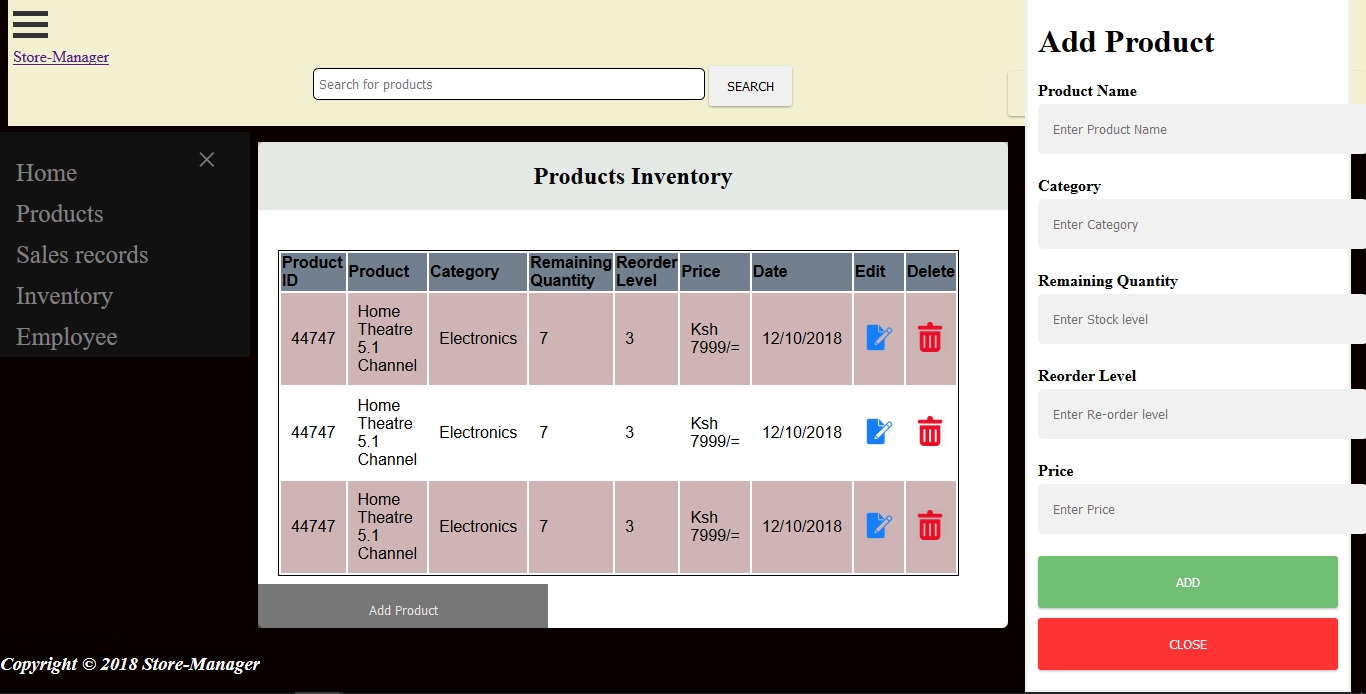 Store-Manager
Search for products
SEARCH
Home
Products
Sales records
Inventory
Employee
Products Inventory
Product ID Product Category Remaining Quantity Reorder Level Price Date Edit Delete
44747 Home Theatre 5.1 Channel Electronics 7 3 Ksh 7999/= 12/10/2018
44747 Home Theatre 5.1 Channel Electronics 7 3 Ksh 7999/= 12/10/2018
44747 Home Theatre 5.1 Channel Electronics 7 3 Ksh 7999/= 12/10/2018
Add Product
Copyright © 2018 Store-Manager
Add Product
Product Name
Enter Product Name
Category
Enter Category
Remaining Quantity
Enter Stock level
Reorder Level
Enter Re-order level
Price
Enter Price
ADD
CLOSE